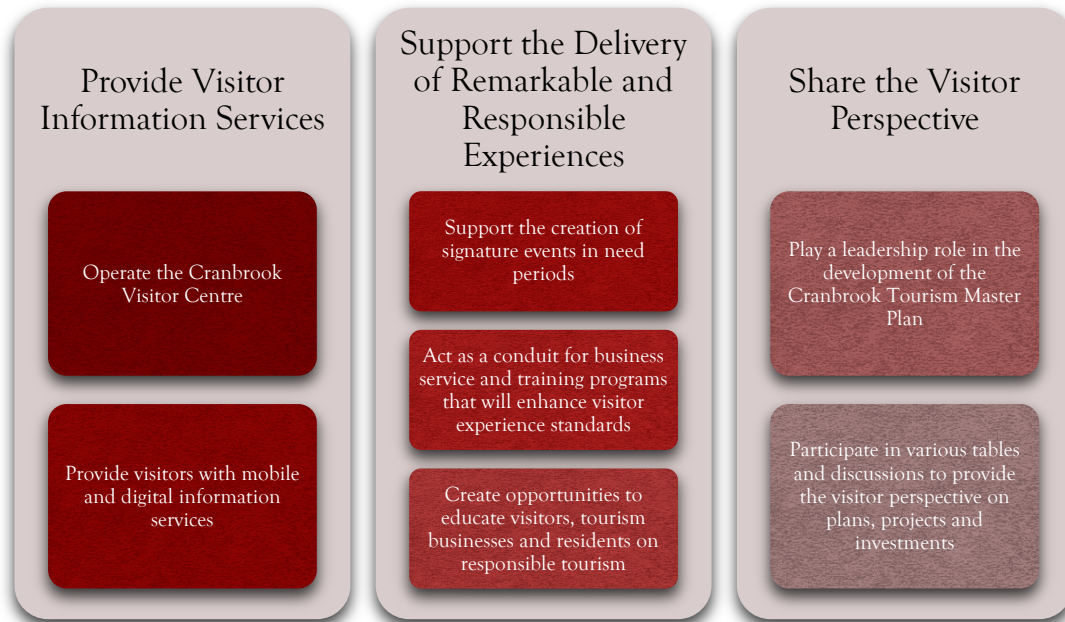 Provide Visitor
Information Services
Operate the Cranbrook
Visitor Centre
Provide visitors with mobile
and digital information
services
Support the Delivery
of Remarkable and
Responsible
Experiences
Support the creation of
signature events in need
periods
Act as a conduit for business
service and training programs
that will enhance visitor
experience standards
Create opportunities to
educate visitors, tourism
businesses and residents on
responsible tourism
Share the Visitor
Perspective
Play a leadership role in the
development of the
Cranbrook Tourism Master
Plan
Participate in various tables
and discussions to provide
the visitor perspective on
plans, projects and
investments